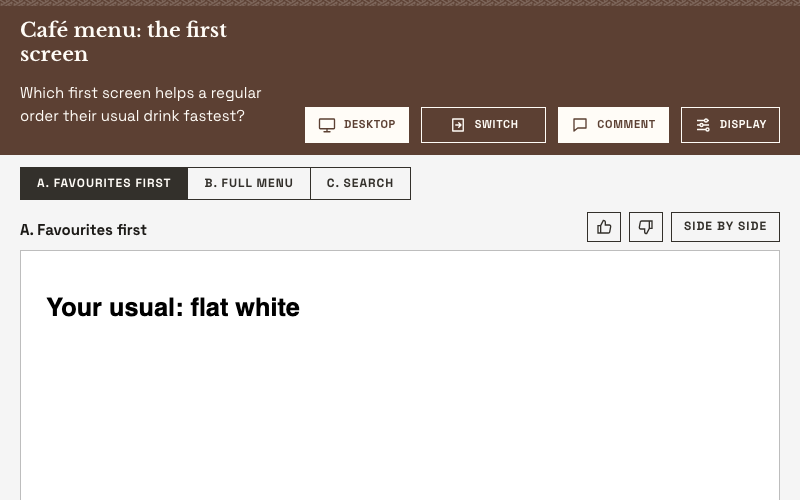 Café menu: the first
screen
Which first screen helps a regular
order their usual drink fastest?
DESKTOP
SWITCH
COMMENT
DISPLAY
A. FAVOURITES FIRST
B. FULL MENU
C. SEARCH
A. Favourites first
SIDE BY SIDE
Your usual: flat white